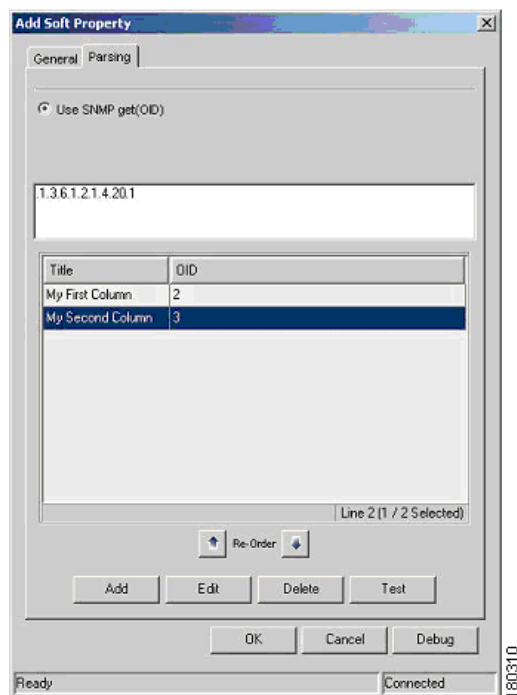 Add Soft Property
General Parsing
Use SNMP get(OID)
.1.3.6.1.2.1.4.20.1
Title OID
My First Column 2
My Second Column 3
Line 2 (1 / 2 Selected)
Re-Order
Add Edit Delete Test
OK Cancel Debug
Ready Connected
180310